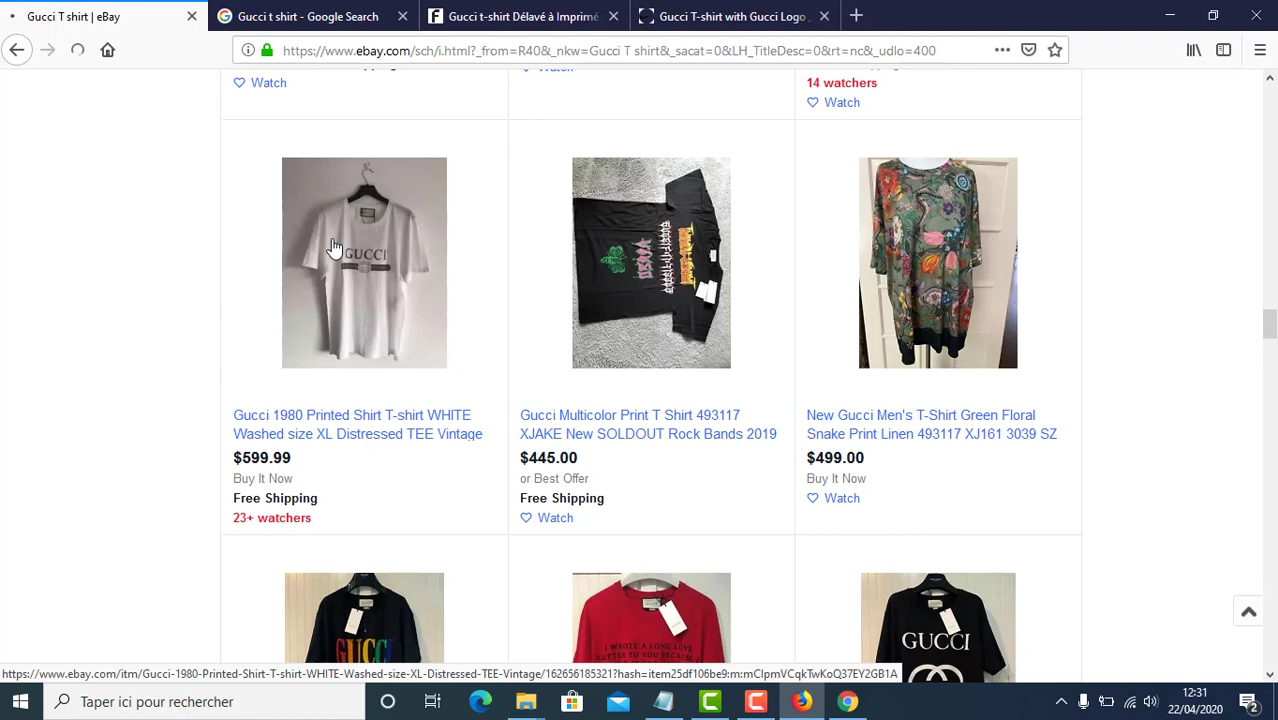 Gucci T shirt | eBay
Gucci t shirt - Google Search
Gucci t-shirt Délavé à Imprimé
Gucci T-shirt with Gucci Logo
https://www.ebay.com/sch/i.html?_from=R40&_nkw=Gucci T shirt&_sacat=0&LH_TitleDesc=0&rt=nc&_udlo=400
Watch
Watch
14 watchers
Watch
GUCCI
Gucci 1980 Printed Shirt T-shirt WHITE
Washed size XL Distressed TEE Vintage
$599.99
Buy It Now
Free Shipping
23+ watchers
Gucci Multicolor Print T Shirt 493117
XJAKE New SOLDOUT Rock Bands 2019
$445.00
or Best Offer
Free Shipping
Watch
New Gucci Men's T-Shirt Green Floral
Snake Print Linen 493117 XJ161 3039 SZ
$499.00
Buy It Now
Watch
GUCCI
I WROTE A LONG LOVE
LETTER TO YOU BECAUSE
GUCCI
https://www.ebay.com/itm/Gucci-1980-Printed-Shirt-T-shirt-WHITE-Washed-size-XL-Distressed-TEE-Vintage/162656185321?hash=item25df106be9:m:mCIpmVCqkTwKoQ37EY2GB1A
Taper ici pour rechercher
12:31
22/04/2020
2